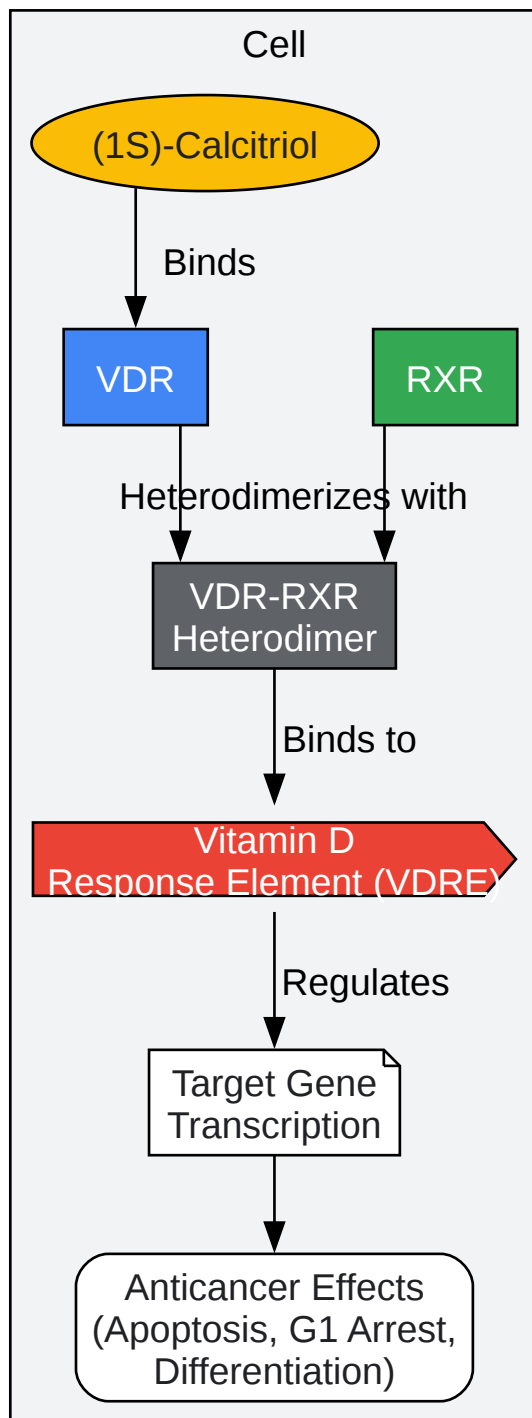 Cell
(1S)-Calcitriol
Binds
VDR
RXR
Heterodimerizes with
VDR-RXR
Heterodimer
Binds to
Vitamin D
Response Element (VDRE)
Regulates
Target Gene
Transcription
Anticancer Effects
(Apoptosis, G1 Arrest,
Differentiation)